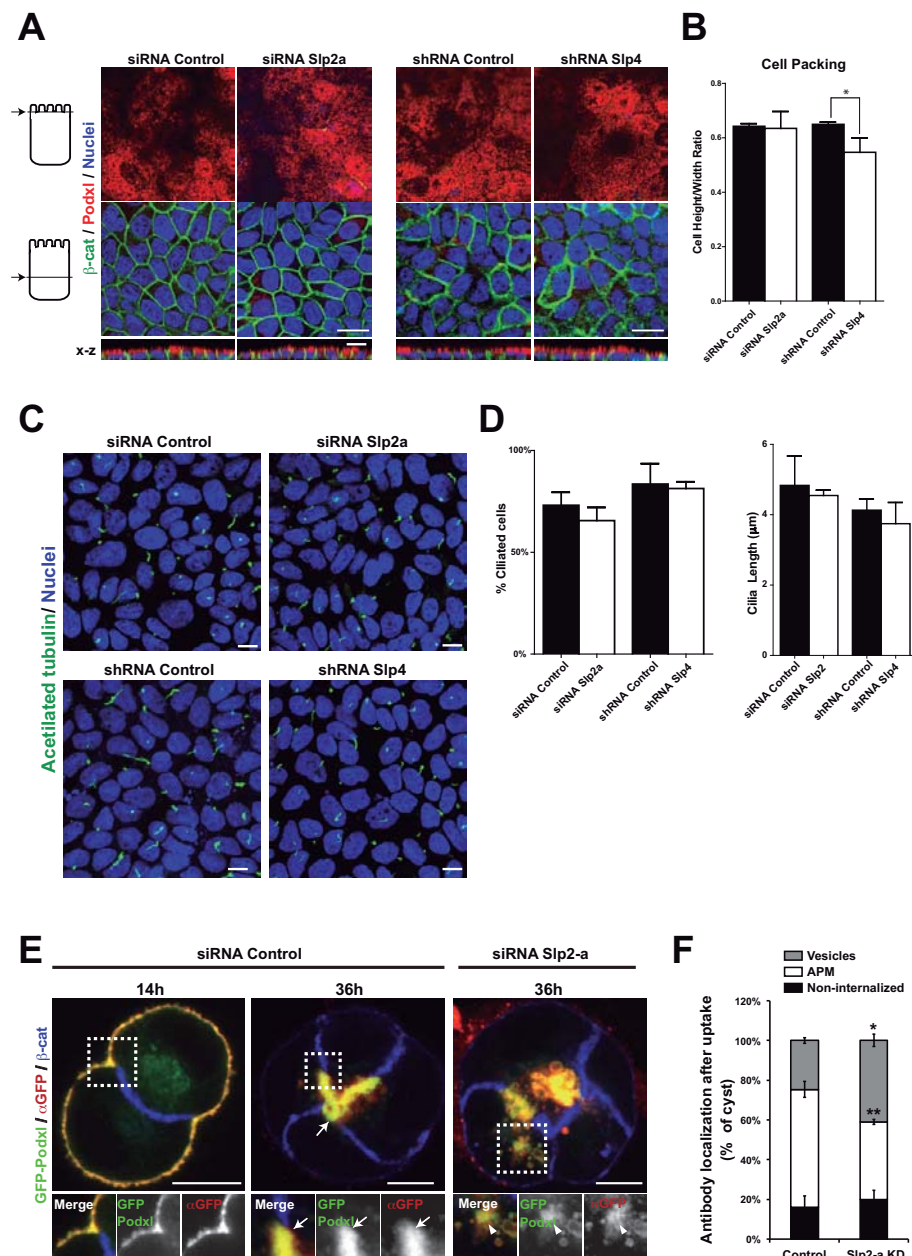 A
siRNA Control
siRNA Slp2a
shRNA Control
shRNA Slp4
β-cat / Podxl / Nuclei
x-z
B
Cell Packing
*
Cell Height/Width Ratio
0.8
0.6
0.4
0.2
0.0
siRNA Control
siRNA Slp2a
shRNA Control
shRNA Slp4
C
siRNA Control
siRNA Slp2a
shRNA Control
shRNA Slp4
Acetilated tubulin/ Nuclei
D
% Ciliated cells
100%
50%
0%
siRNA Control
siRNA Slp2a
shRNA Control
shRNA Slp4
Cilia Length (μm)
6
4
2
0
siRNA Control
siRNA Slp2
shRNA Control
shRNA Slp4
E
siRNA Control
siRNA Slp2-a
14h
36h
36h
GFP-Podxl / αGFP / β-cat
Merge
GFP Podxl
αGFP
Merge
GFP Podxl
αGFP
Merge
GFP Podxl
αGFP
F
Vesicles
APM
Non-internalized
Antibody localization after uptake
(% of cyst)
120%
100%
80%
60%
40%
20%
0%
*
**
Control
Slp2-a KD